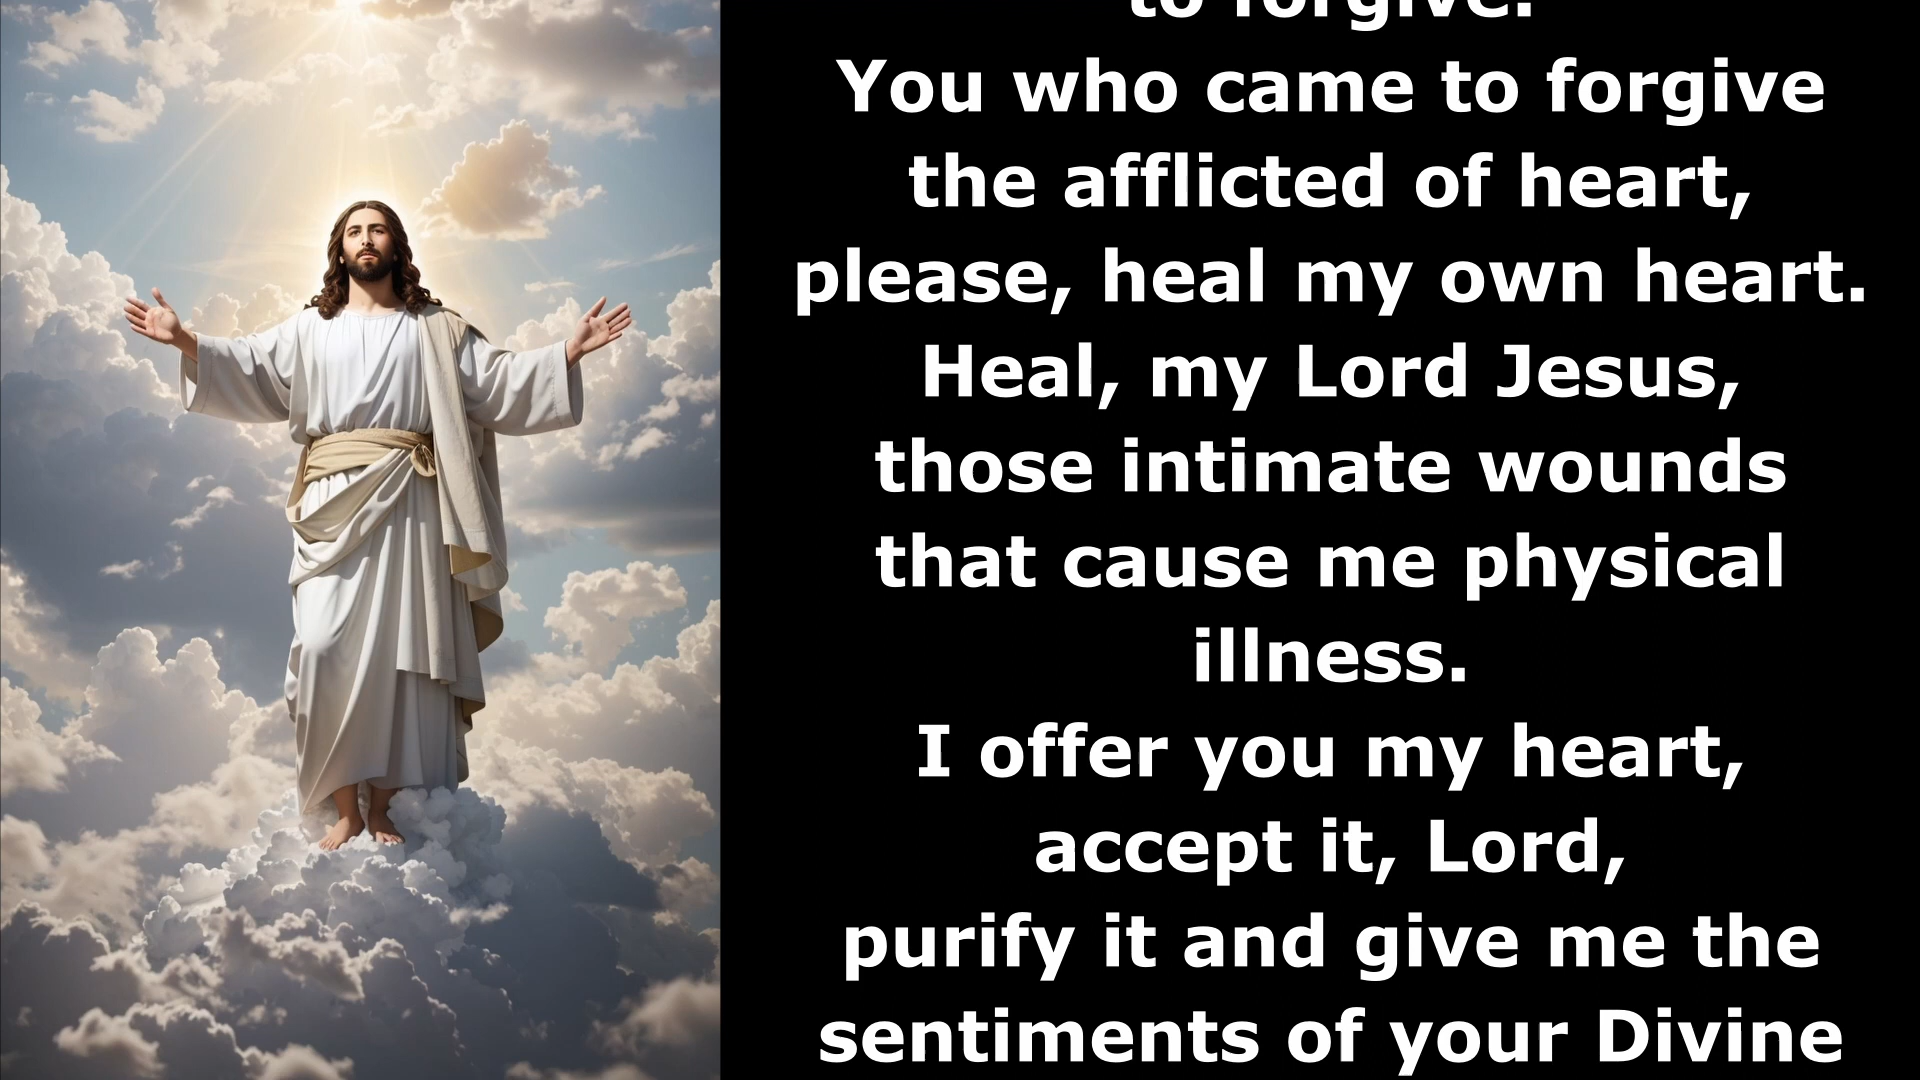 to forgive.
You who came to forgive
the afflicted of heart,
please, heal my own heart.
Heal, my Lord Jesus,
those intimate wounds
that cause me physical
illness.
I offer you my heart,
accept it, Lord,
purify it and give me the
sentiments of your Divine